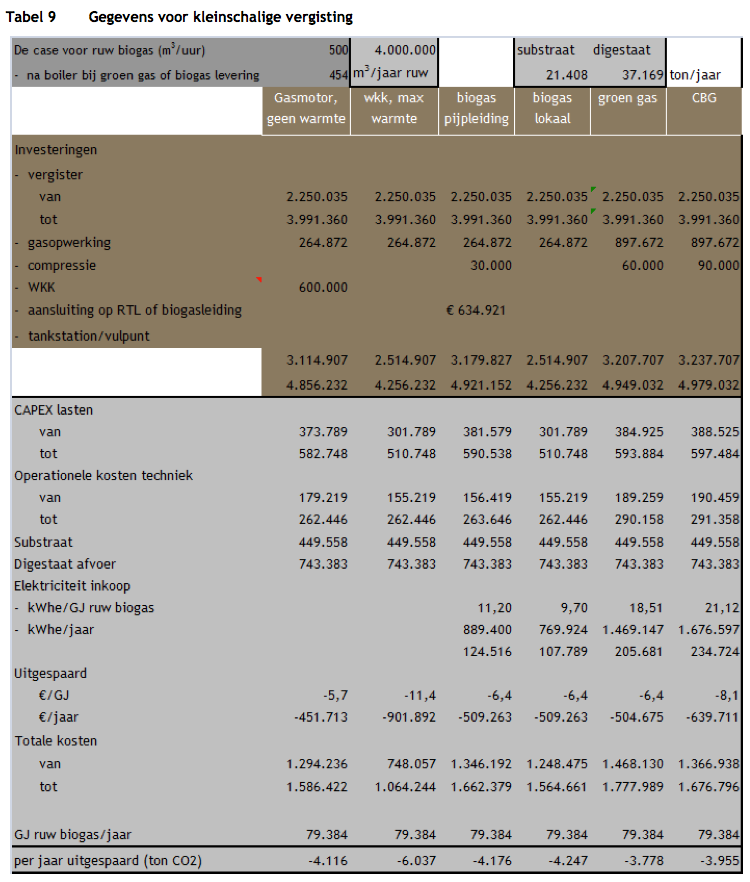 Tabel 9 Gegevens voor kleinschalige vergisting
De case voor ruw biogas (m³/uur) 500 4.000.000 substraat digestaat
- na boiler bij groen gas of biogas levering 454 m³/jaar ruw 21.408 37.169 ton/jaar
Gasmotor, wkk, max biogas biogas groen gas CBG
geen warmte warmte pijpleiding lokaal
Investeringen
- vergister
van 2.250.035 2.250.035 2.250.035 2.250.035 2.250.035 2.250.035
tot 3.991.360 3.991.360 3.991.360 3.991.360 3.991.360 3.991.360
- gasopwerking 264.872 264.872 264.872 264.872 897.672 897.672
- compressie 30.000 60.000 90.000
- WKK 600.000
- aansluiting op RTL of biogasleiding € 634.921
- tankstation/vulpunt
3.114.907 2.514.907 3.179.827 2.514.907 3.207.707 3.237.707
4.856.232 4.256.232 4.921.152 4.256.232 4.949.032 4.979.032
CAPEX lasten
van 373.789 301.789 381.579 301.789 384.925 388.525
tot 582.748 510.748 590.538 510.748 593.884 597.484
Operationele kosten techniek
van 179.219 155.219 156.419 155.219 189.259 190.459
tot 262.446 262.446 263.646 262.446 290.158 291.358
Substraat 449.558 449.558 449.558 449.558 449.558 449.558
Digestaat afvoer 743.383 743.383 743.383 743.383 743.383 743.383
Elektriciteit inkoop
- kWhe/GJ ruw biogas 11,20 9,70 18,51 21,12
- kWhe/jaar 889.400 769.924 1.469.147 1.676.597
124.516 107.789 205.681 234.724
Uitgespaard
€/GJ -5,7 -11,4 -6,4 -6,4 -6,4 -8,1
€/jaar -451.713 -901.892 -509.263 -509.263 -504.675 -639.711
Totale kosten
van 1.294.236 748.057 1.346.192 1.248.475 1.468.130 1.366.938
tot 1.586.422 1.064.244 1.662.379 1.564.661 1.777.989 1.676.796
GJ ruw biogas/jaar 79.384 79.384 79.384 79.384 79.384 79.384
per jaar uitgespaard (ton CO2) -4.116 -6.037 -4.176 -4.247 -3.778 -3.955